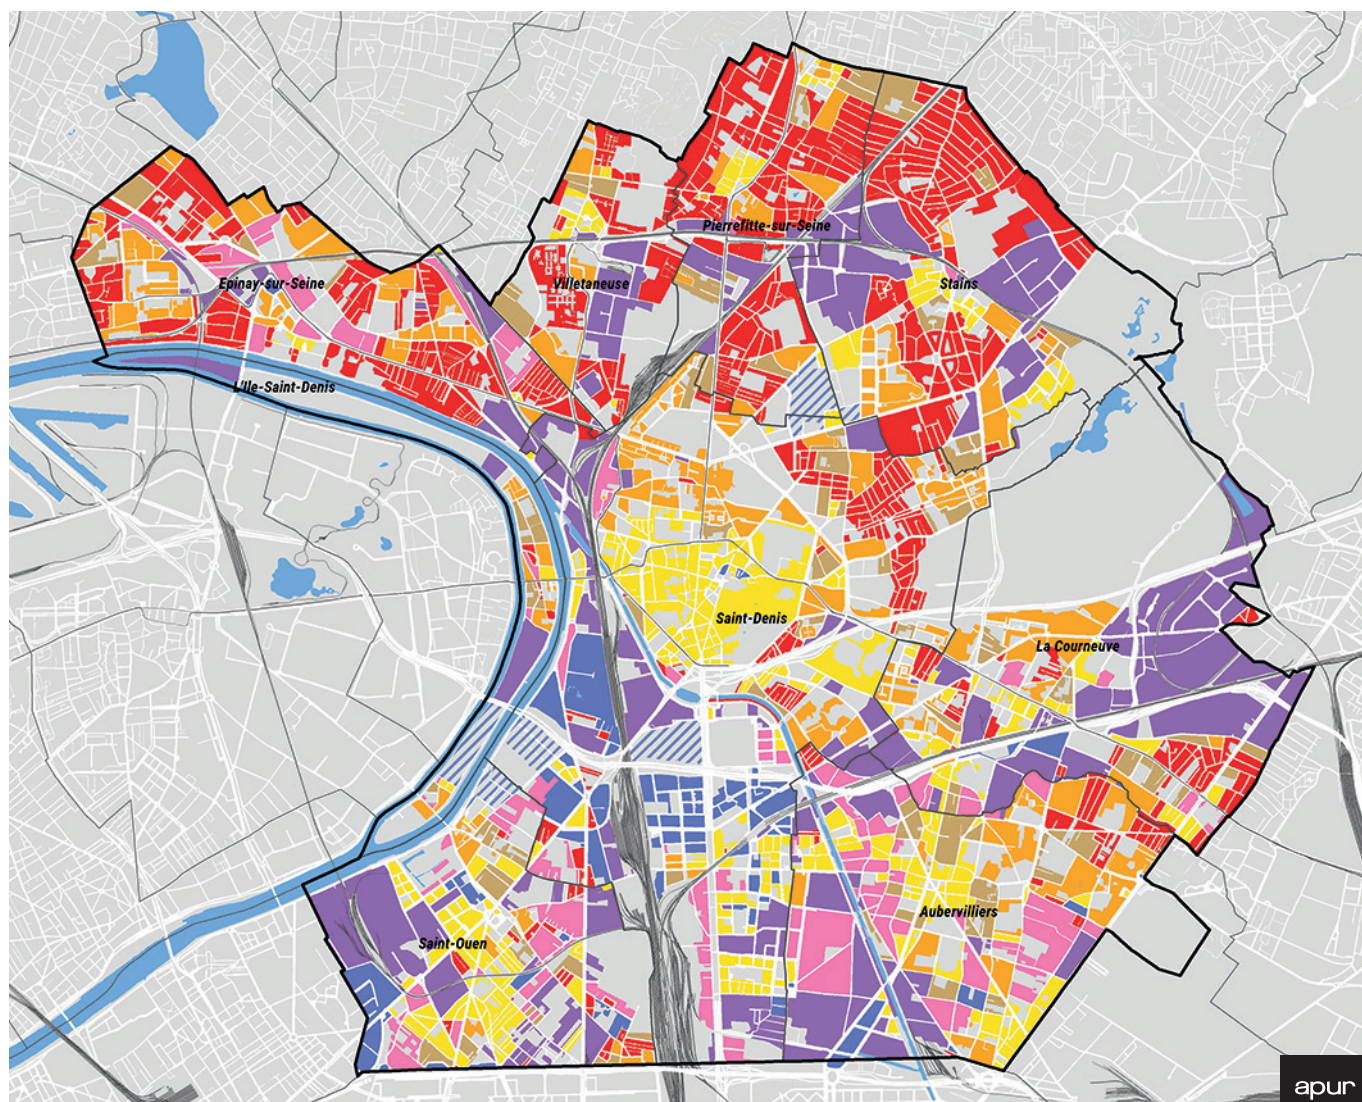 Pierrefitte-sur-Seine
Epinay-sur-Seine
Villetaneuse
Stains
L'Ile-Saint-Denis
Saint-Denis
La Courneuve
Aubervilliers
Saint-Ouen
apur